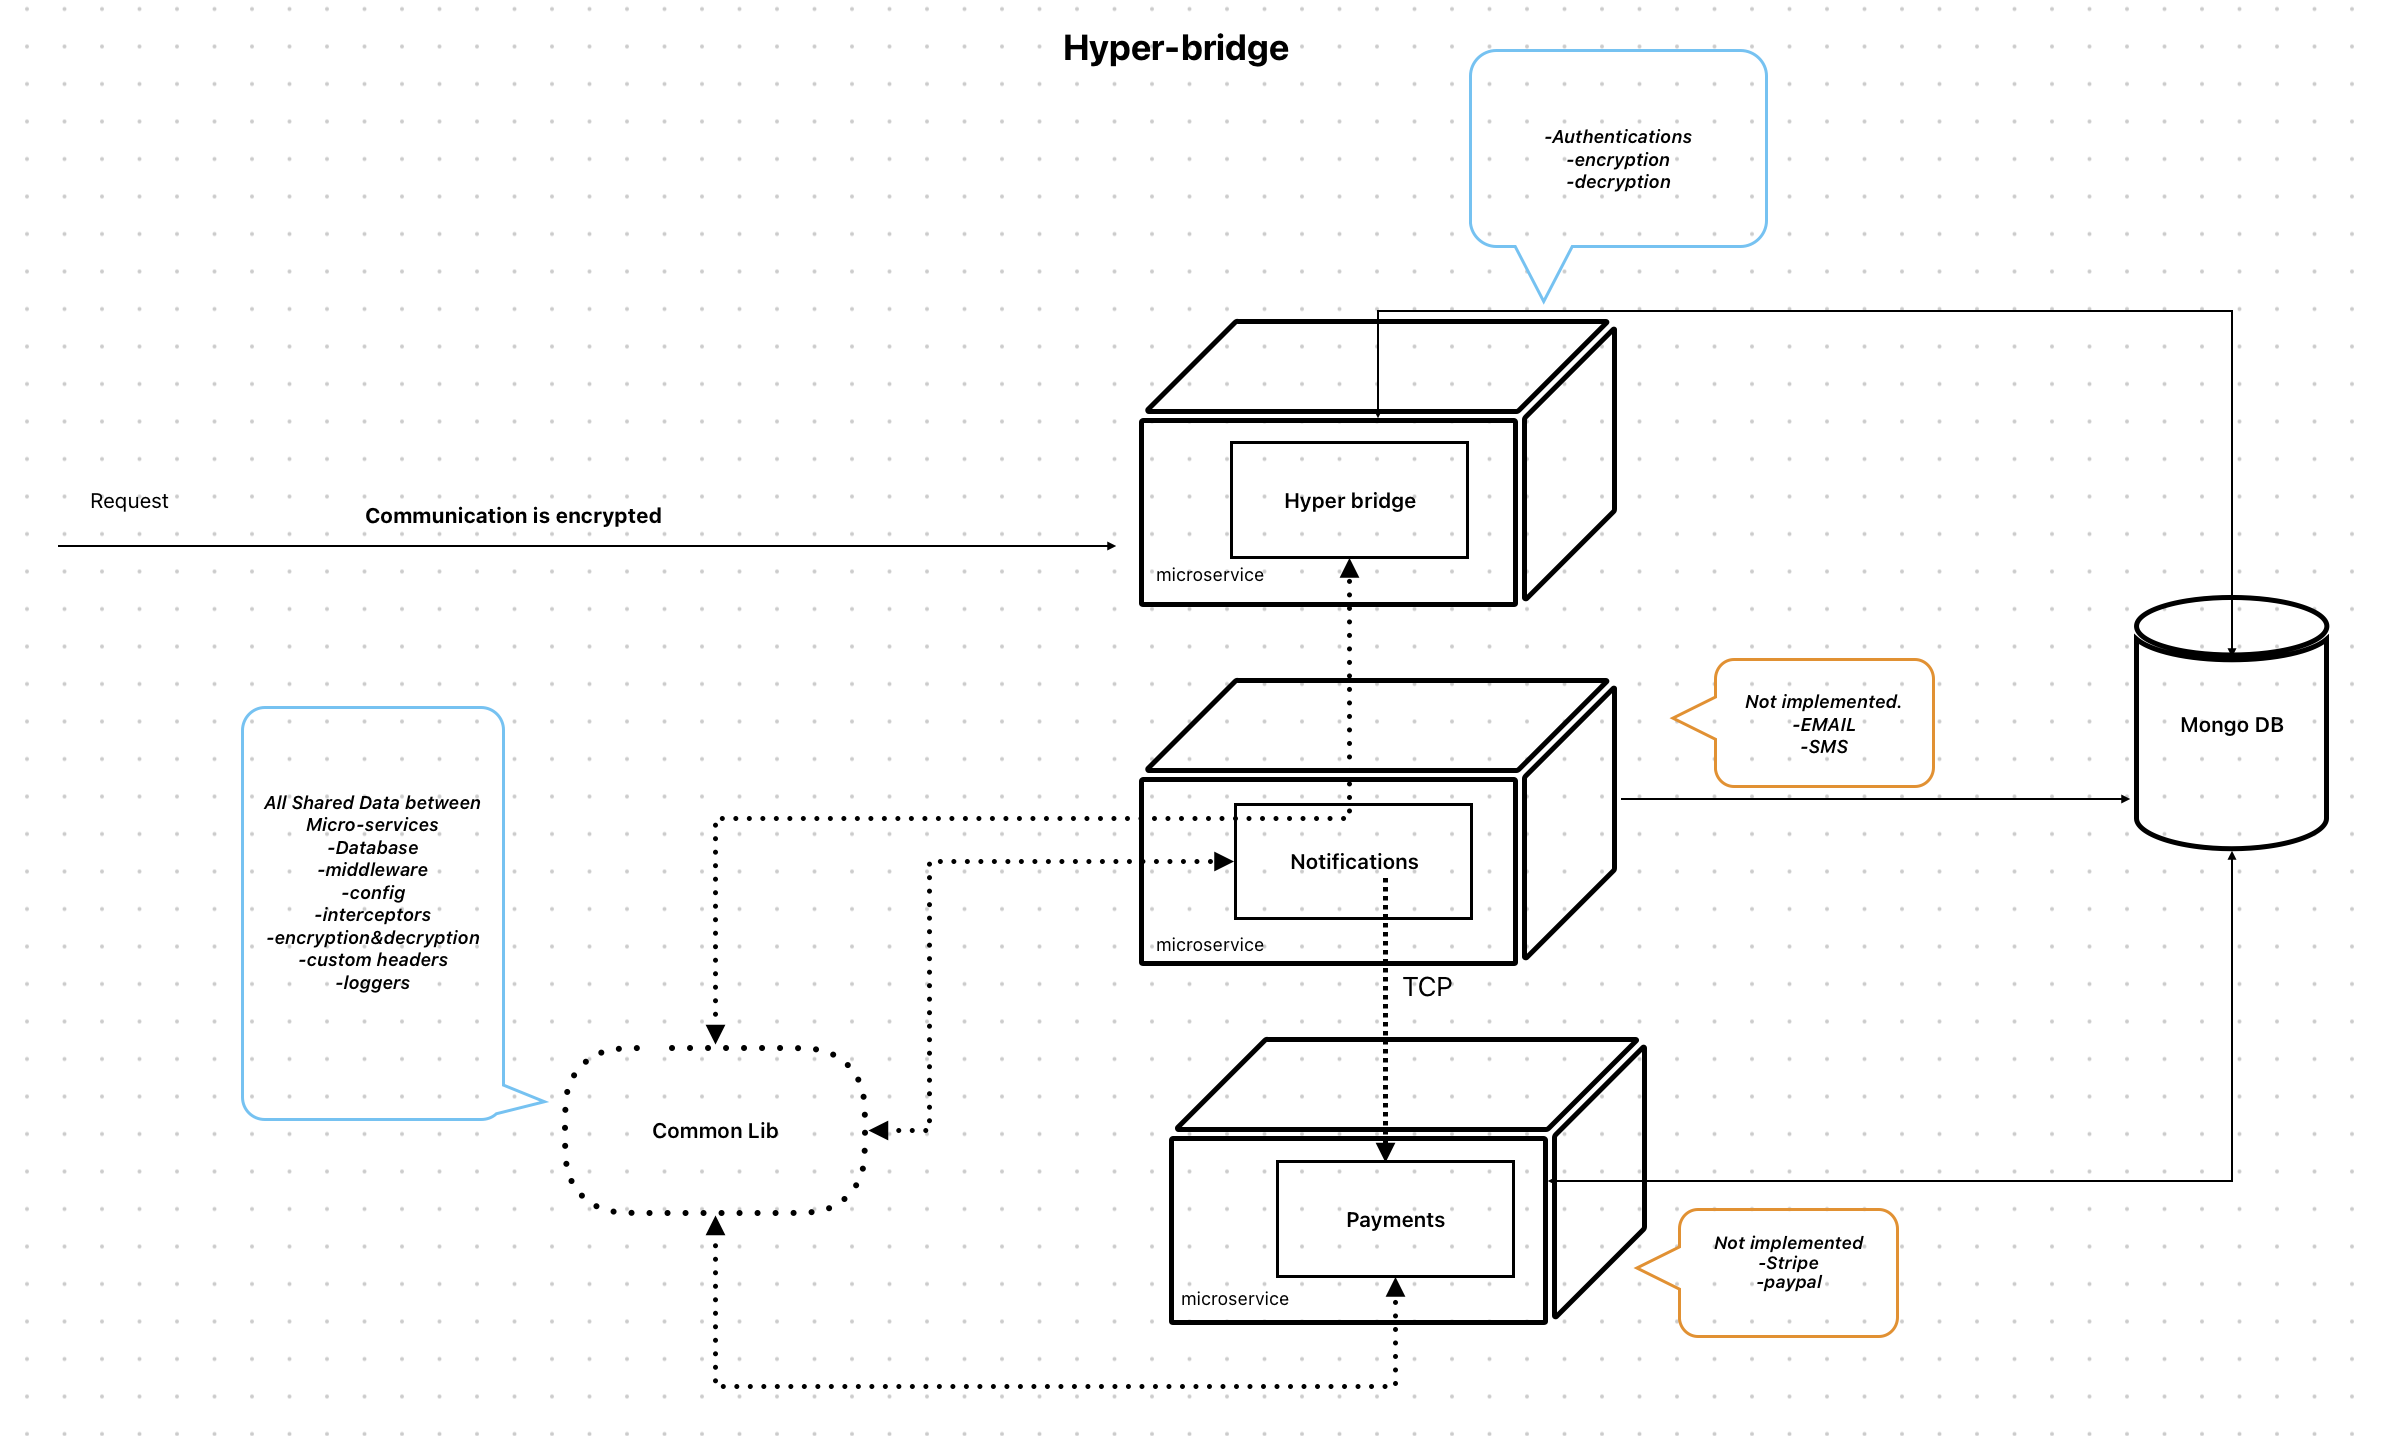 Hyper-bridge
-Authentications
-encryption
-decryption
Request
Communication is encrypted
Hyper bridge
microservice
Not implemented.
-EMAIL
-SMS
Mongo DB
All Shared Data between
Micro-services
-Database
-middleware
-config
-interceptors
-encryption&decryption
-custom headers
-loggers
Notifications
microservice
TCP
Common Lib
Payments
microservice
Not implemented
-Stripe
-paypal